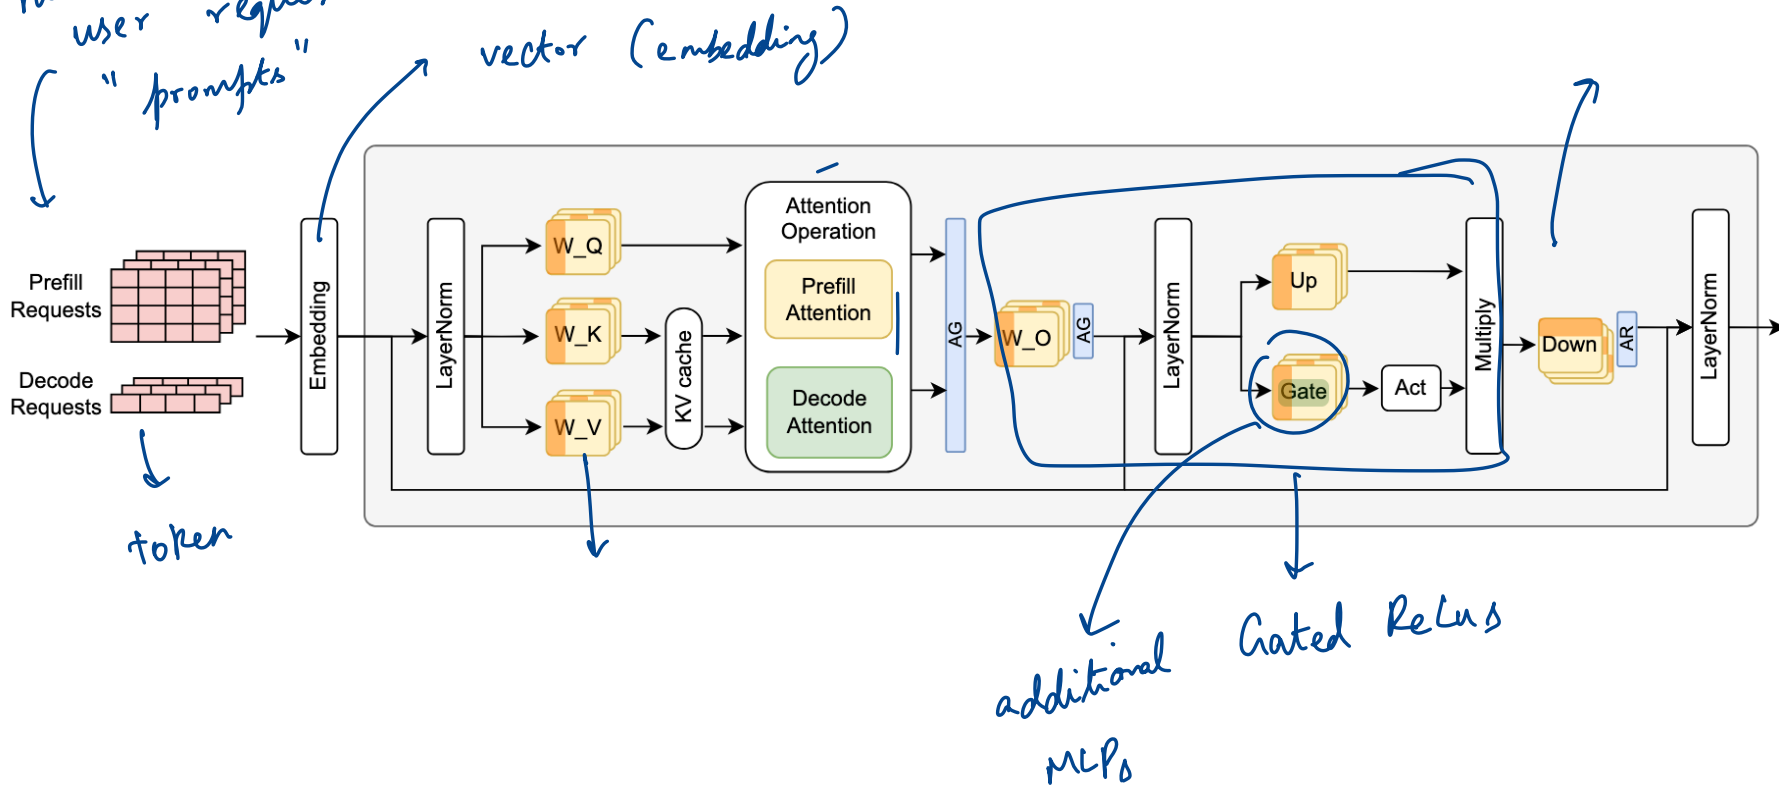 user
"prompts"
vector (embedding)
Prefill
Requests
Decode
Requests
token
Embedding
LayerNorm
W_Q
W_K
W_V
KV cache
Attention
Operation
Prefill
Attention
Decode
Attention
AG
W_O
AG
LayerNorm
Up
Gate
Act
Multiply
Down
AR
LayerNorm
additional
MLPs
Gated ReLUs